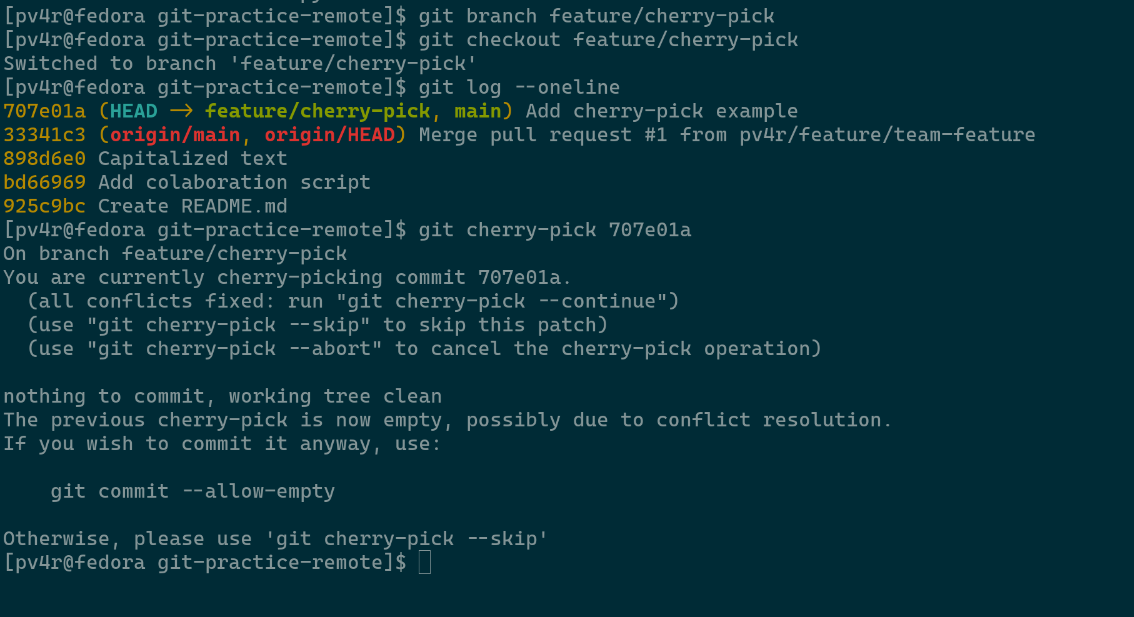 [pv4r@fedora git-practice-remote]$ git branch feature/cherry-pick
[pv4r@fedora git-practice-remote]$ git checkout feature/cherry-pick
Switched to branch 'feature/cherry-pick'
[pv4r@fedora git-practice-remote]$ git log --oneline
707e01a (HEAD -> feature/cherry-pick, main) Add cherry-pick example
33341c3 (origin/main, origin/HEAD) Merge pull request #1 from pv4r/feature/team-feature
898d6e0 Capitalized text
bd66969 Add colaboration script
925c9bc Create README.md
[pv4r@fedora git-practice-remote]$ git cherry-pick 707e01a
On branch feature/cherry-pick
You are currently cherry-picking commit 707e01a.
  (all conflicts fixed: run "git cherry-pick --continue")
  (use "git cherry-pick --skip" to skip this patch)
  (use "git cherry-pick --abort" to cancel the cherry-pick operation)

nothing to commit, working tree clean
The previous cherry-pick is now empty, possibly due to conflict resolution.
If you wish to commit it anyway, use:

    git commit --allow-empty

Otherwise, please use 'git cherry-pick --skip'
[pv4r@fedora git-practice-remote]$